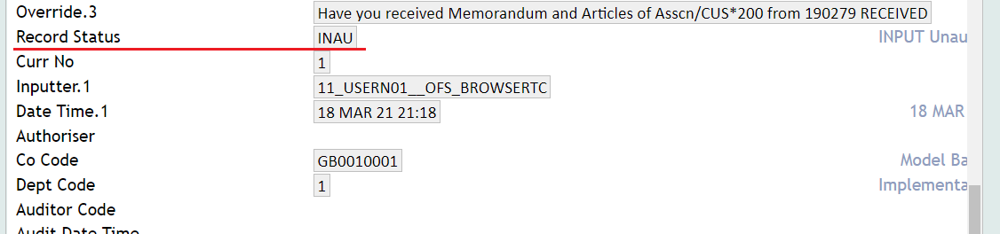 Override.3 Have you received Memorandum and Articles of Asscn/CUS*200 from 190279 RECEIVED
Record Status INAU INPUT Unau
Curr No 1
Inputter.1 11_USERN01__OFS_BROWSERTC
Date Time.1 18 MAR 21 21:18 18 MAR
Authoriser
Co Code GB0010001 Model Ba
Dept Code 1 Implementa
Auditor Code
Audit Date Time